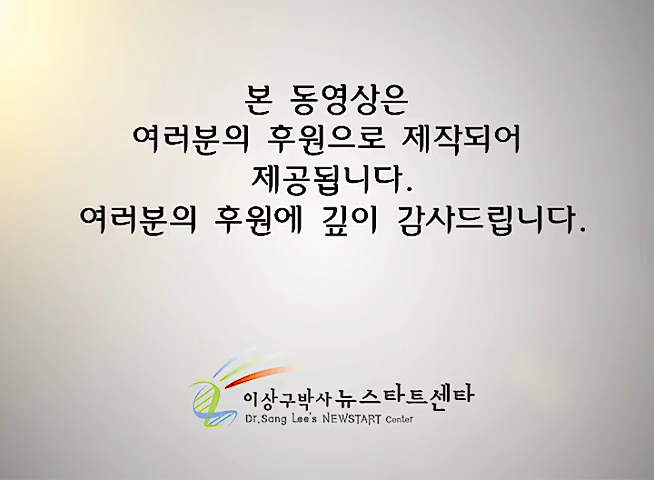 본 동영상은
여러분의 후원으로 제작되어
제공됩니다.
여러분의 후원에 깊이 감사드립니다.
이상구박사 뉴스타트센타
Dr.Sang Lee's NEWSTART Center